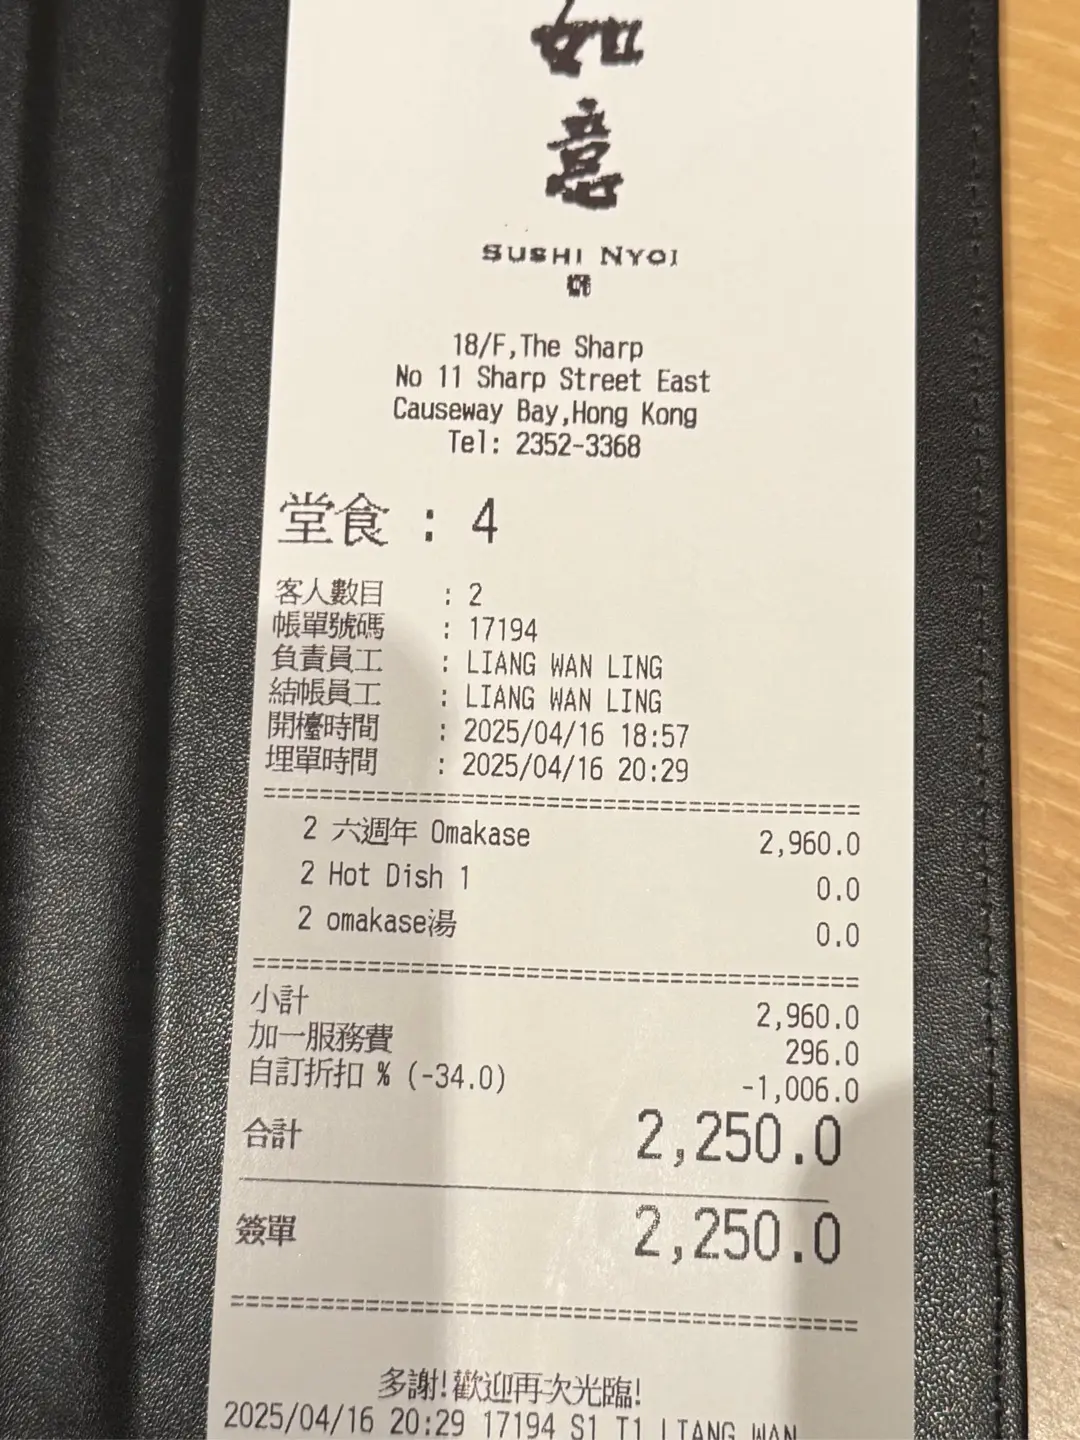 如
意
SUSHI NYOI
18/F,The Sharp
No 11 Sharp Street East
Causeway Bay,Hong Kong
Tel: 2352-3368
堂食 : 4
客人數目 : 2
帳單號碼 : 17194
負責員工 : LIANG WAN LING
結帳員工 : LIANG WAN LING
開檯時間 : 2025/04/16 18:57
埋單時間 : 2025/04/16 20:29
2 六週年 Omakase 2,960.0
2 Hot Dish 1 0.0
2 omakase湯 0.0
小計 2,960.0
加一服務費 296.0
自訂折扣 % (-34.0) -1,006.0
合計 2,250.0
簽單 2,250.0
多謝!歡迎再次光臨!
2025/04/16 20:29 17194 S1 T1 LIANG WAN